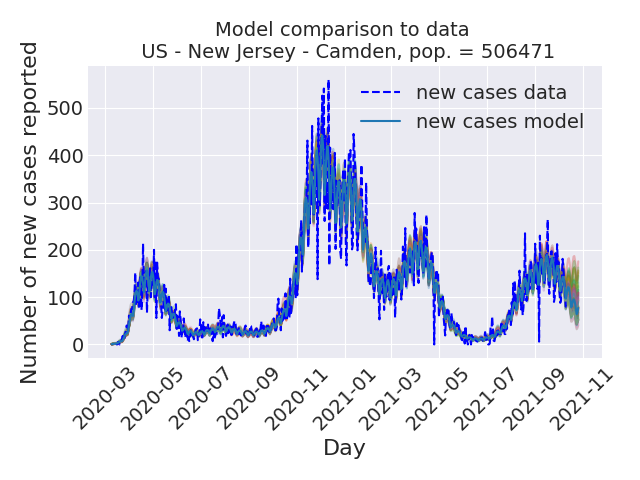 Model comparison to data
US - New Jersey - Camden, pop. = 506471
new cases data
new cases model
Number of new cases reported
500
400
300
200
100
0
2020-03
2020-05
2020-07
2020-09
2020-11
2021-01
2021-03
2021-05
2021-07
2021-09
2021-11
Day